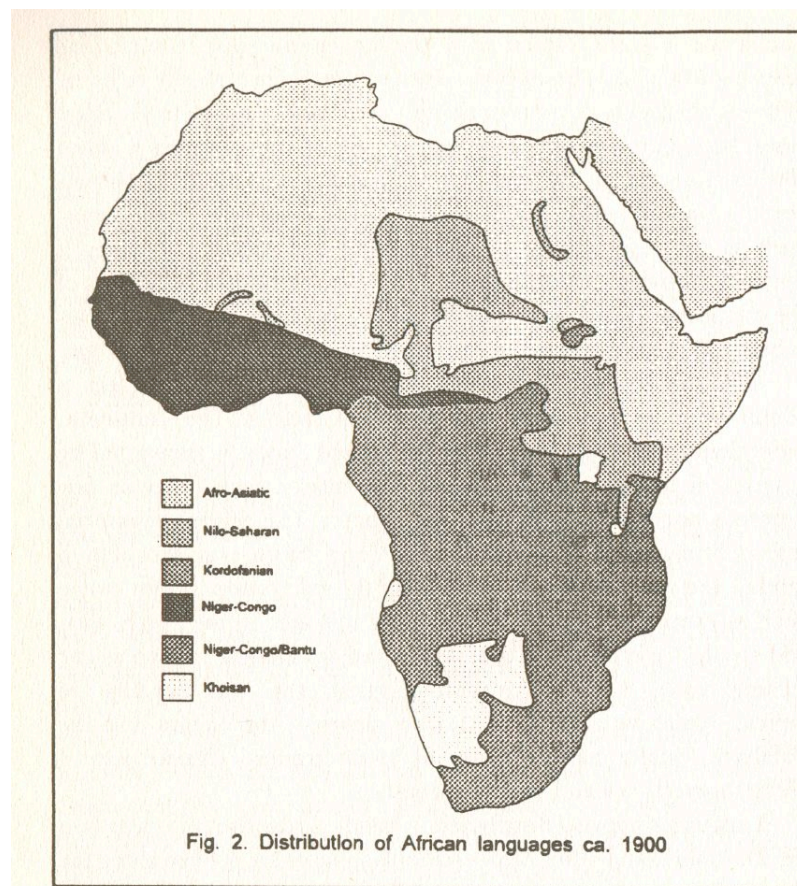 Afro-Asiatic
Nilo-Saharan
Kordofanian
Niger-Congo
Niger-Congo/Bantu
Khoisan
Fig. 2. Distribution of African languages ca. 1900